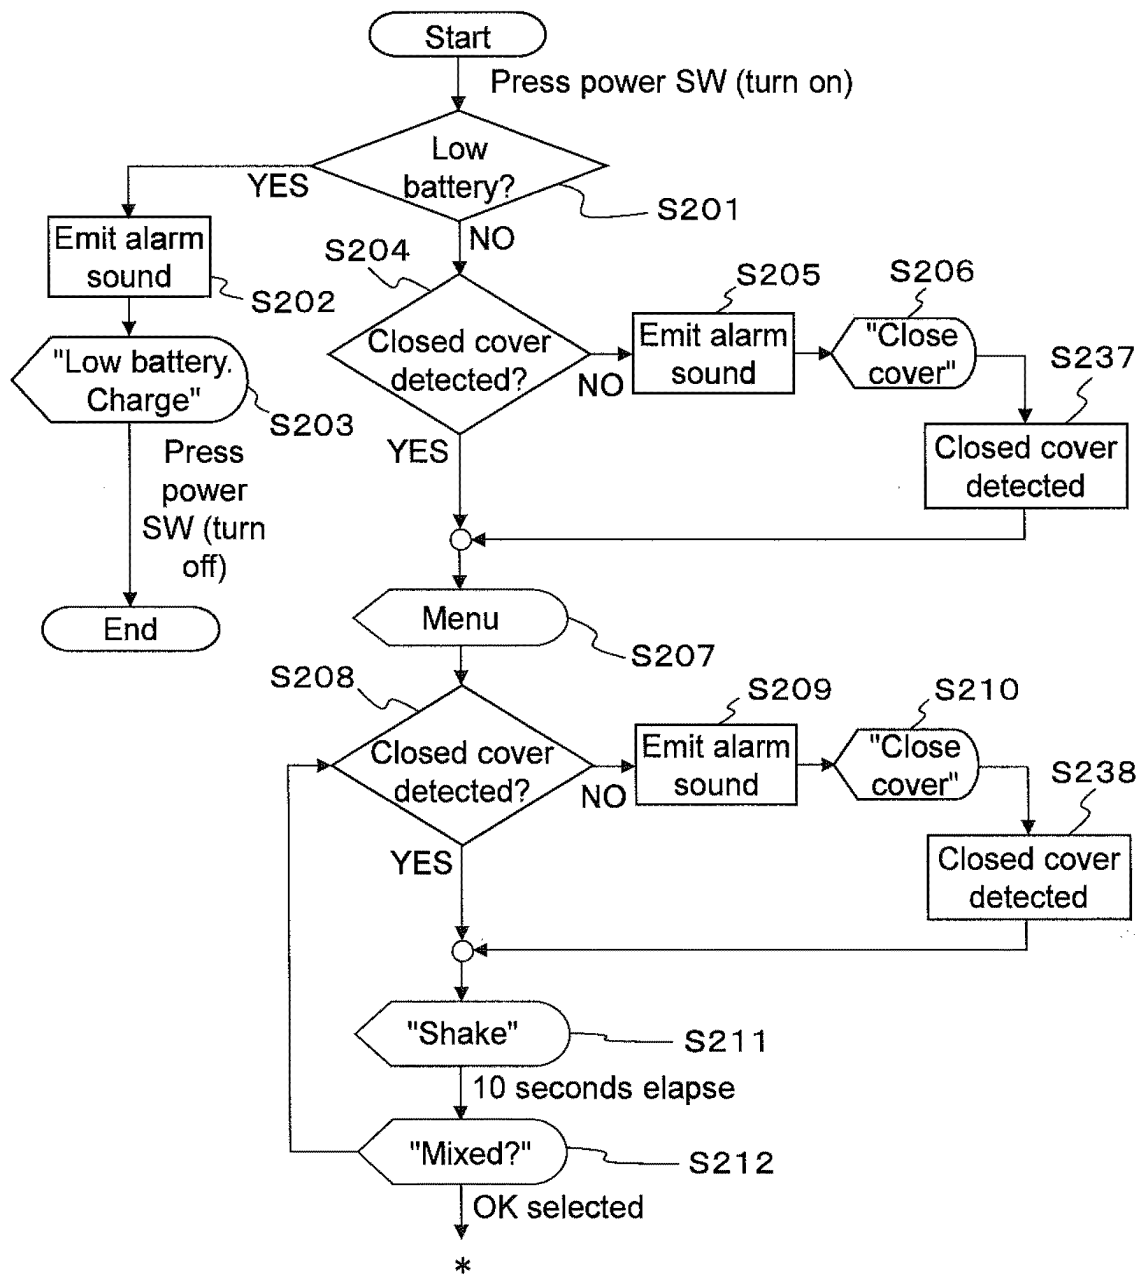 Start
Press power SW (turn on)
Low
battery?
YES
S201
NO
Emit alarm
sound
S202
"Low battery.
Charge"
S203
Press
power
SW (turn
off)
End
S204
Closed cover
detected?
NO
YES
S205
Emit alarm
sound
S206
"Close
cover"
S237
Closed cover
detected
Menu
S207
S208
Closed cover
detected?
NO
YES
S209
Emit alarm
sound
S210
"Close
cover"
S238
Closed cover
detected
"Shake"
S211
10 seconds elapse
"Mixed?"
S212
OK selected
*